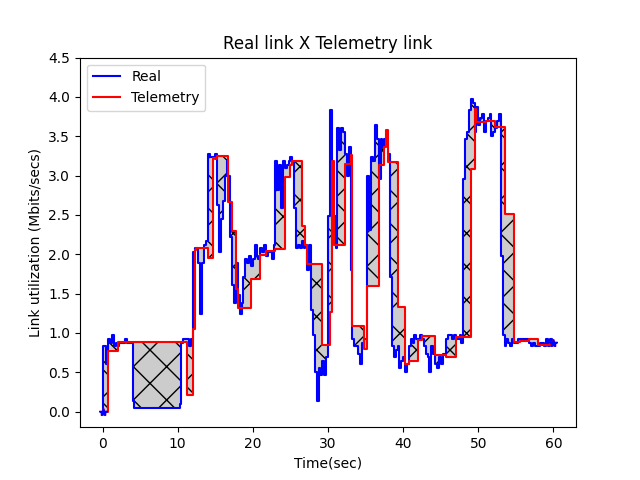 Real link X Telemetry link
Real
Telemetry
Link utilization (Mbits/secs)
4.5
4.0
3.5
3.0
2.5
2.0
1.5
1.0
0.5
0.0
0 10 20 30 40 50 60
Time(sec)